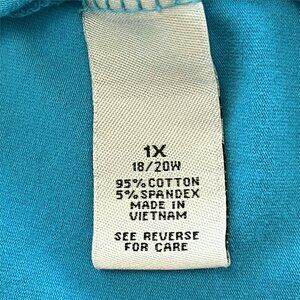 1X
18/20W
95% COTTON
5% SPANDEX
MADE IN
VIETNAM
SEE REVERSE
FOR CARE